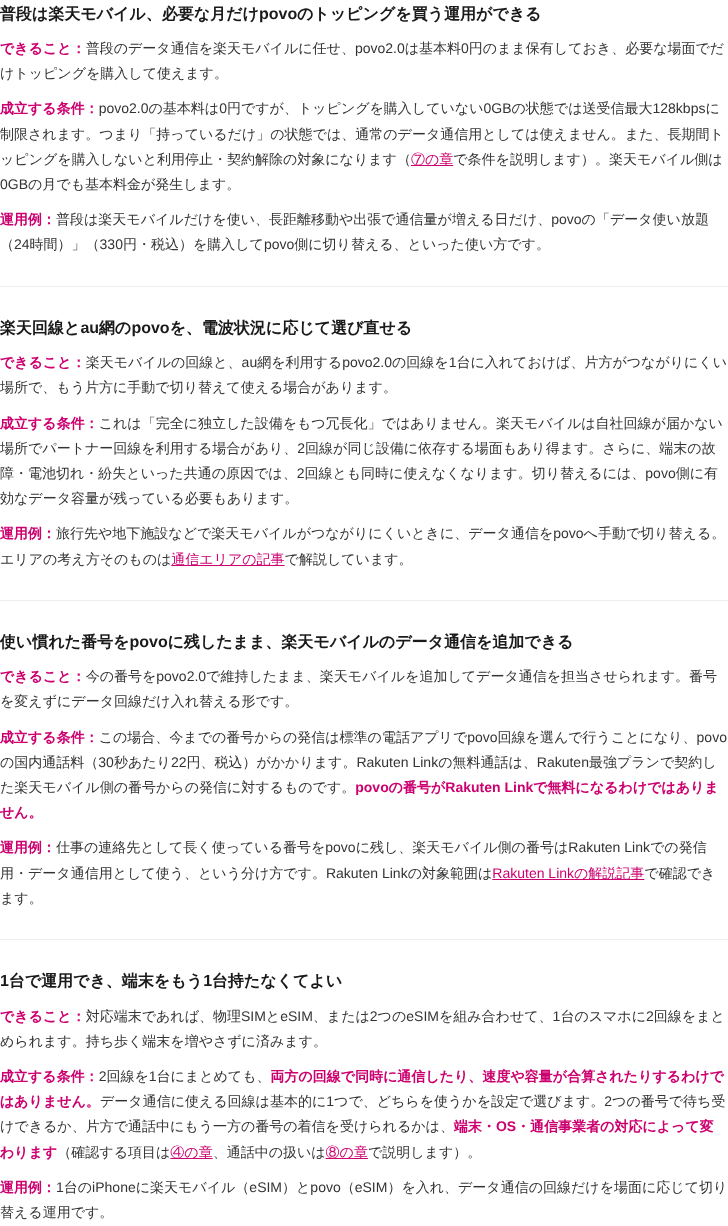 普段は楽天モバイル、必要な月だけpovoのトッピングを買う運用ができる
できること：普段のデータ通信を楽天モバイルに任せ、povo2.0は基本料0円のまま保有しておき、必要な場面でだ
けトッピングを購入して使えます。
成立する条件：povo2.0の基本料は0円ですが、トッピングを購入していない0GBの状態では送受信最大128kbpsに
制限されます。つまり「持っているだけ」の状態では、通常のデータ通信用としては使えません。また、長期間ト
ッピングを購入しないと利用停止・契約解除の対象になります（⑦の章で条件を説明します）。楽天モバイル側は
0GBの月でも基本料金が発生します。
運用例：普段は楽天モバイルだけを使い、長距離移動や出張で通信量が増える日だけ、povoの「データ使い放題
（24時間）」（330円・税込）を購入してpovo側に切り替える、といった使い方です。
楽天回線とau網のpovoを、電波状況に応じて選び直せる
できること：楽天モバイルの回線と、au網を利用するpovo2.0の回線を1台に入れておけば、片方がつながりにくい
場所で、もう片方に手動で切り替えて使える場合があります。
成立する条件：これは「完全に独立した設備をもつ冗長化」ではありません。楽天モバイルは自社回線が届かない
場所でパートナー回線を利用する場合があり、2回線が同じ設備に依存する場面もあり得ます。さらに、端末の故
障・電池切れ・紛失といった共通の原因では、2回線とも同時に使えなくなります。切り替えるには、povo側に有
効なデータ容量が残っている必要もあります。
運用例：旅行先や地下施設などで楽天モバイルがつながりにくいときに、データ通信をpovoへ手動で切り替える。
エリアの考え方そのものは通信エリアの記事で解説しています。
使い慣れた番号をpovoに残したまま、楽天モバイルのデータ通信を追加できる
できること：今の番号をpovo2.0で維持したまま、楽天モバイルを追加してデータ通信を担当させられます。番号
を変えずにデータ回線だけ入れ替える形です。
成立する条件：この場合、今までの番号からの発信は標準の電話アプリでpovo回線を選んで行うことになり、povo
の国内通話料（30秒あたり22円、税込）がかかります。Rakuten Linkの無料通話は、Rakuten最強プランで契約し
た楽天モバイル側の番号からの発信に対するものです。povoの番号がRakuten Linkで無料になるわけではありま
せん。
運用例：仕事の連絡先として長く使っている番号をpovoに残し、楽天モバイル側の番号はRakuten Linkでの発信
用・データ通信用として使う、という分け方です。Rakuten Linkの対象範囲はRakuten Linkの解説記事で確認でき
ます。
1台で運用でき、端末をもう1台持たなくてよい
できること：対応端末であれば、物理SIMとeSIM、または2つのeSIMを組み合わせて、1台のスマホに2回線をまと
められます。持ち歩く端末を増やさずに済みます。
成立する条件：2回線を1台にまとめても、両方の回線で同時に通信したり、速度や容量が合算されたりするわけで
はありません。データ通信に使える回線は基本的に1つで、どちらを使うかを設定で選びます。2つの番号で待ち受
けできるか、片方で通話中にもう一方の番号の着信を受けられるかは、端末・OS・通信事業者の対応によって変
わります（確認する項目は④の章、通話中の扱いは⑧の章で説明します）。
運用例：1台のiPhoneに楽天モバイル（eSIM）とpovo（eSIM）を入れ、データ通信の回線だけを場面に応じて切り
替える運用です。